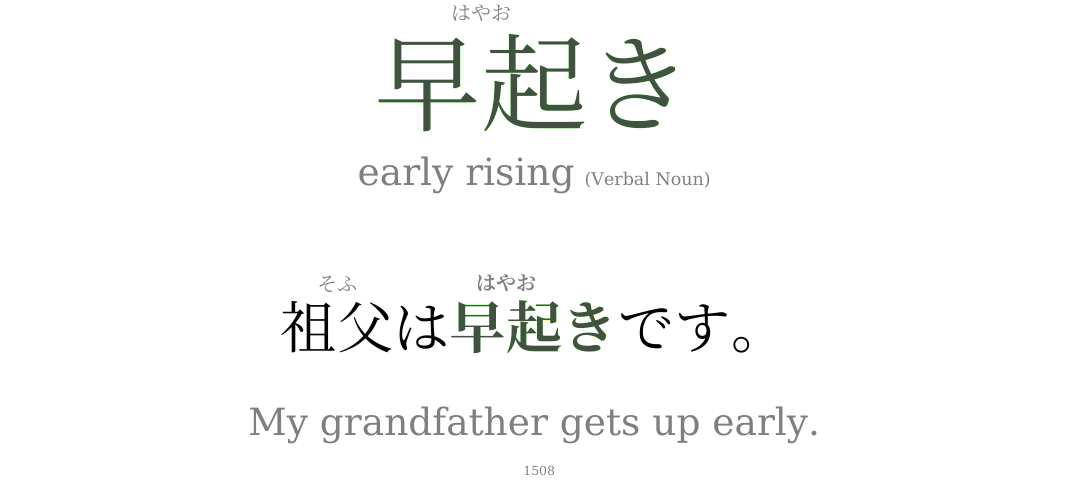 はやお
早起き
early rising (Verbal Noun)
そふ はやお
祖父は早起きです。
My grandfather gets up early.
1508